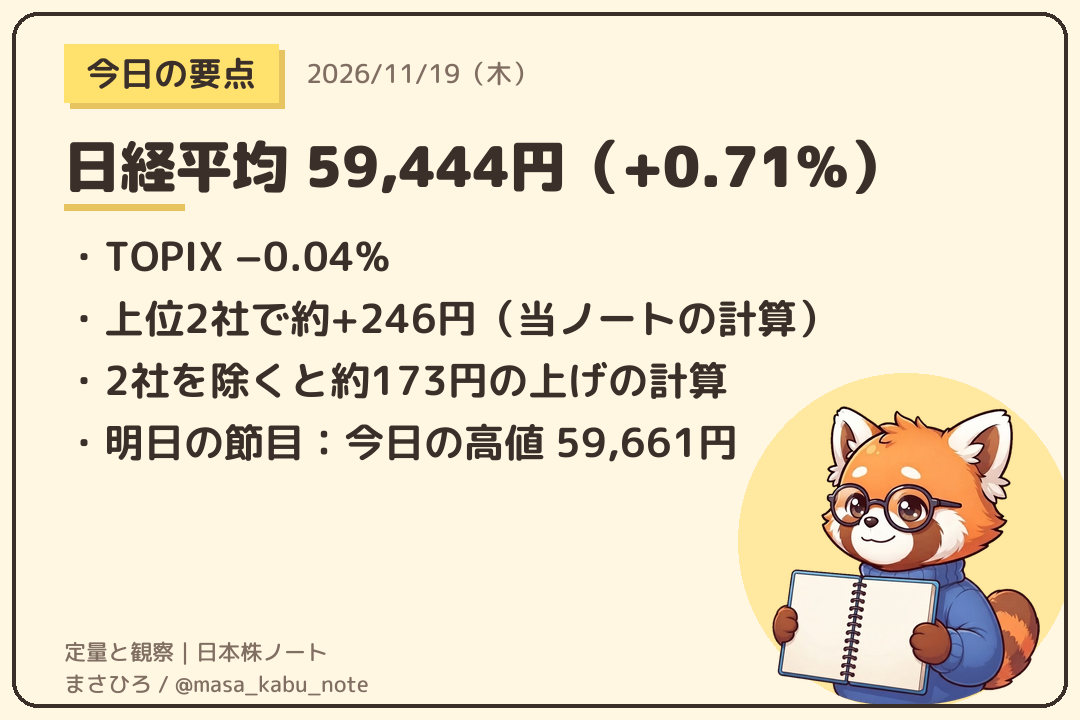 今日の要点
2026/11/19（木）
日経平均 59,444円（+0.71%）
・TOPIX −0.04%
・上位2社で約+246円（当ノートの計算）
・2社を除くと約173円の上げの計算
・明日の節目：今日の高値 59,661円
定量と観察 | 日本株ノート
まさひろ / @masa_kabu_note